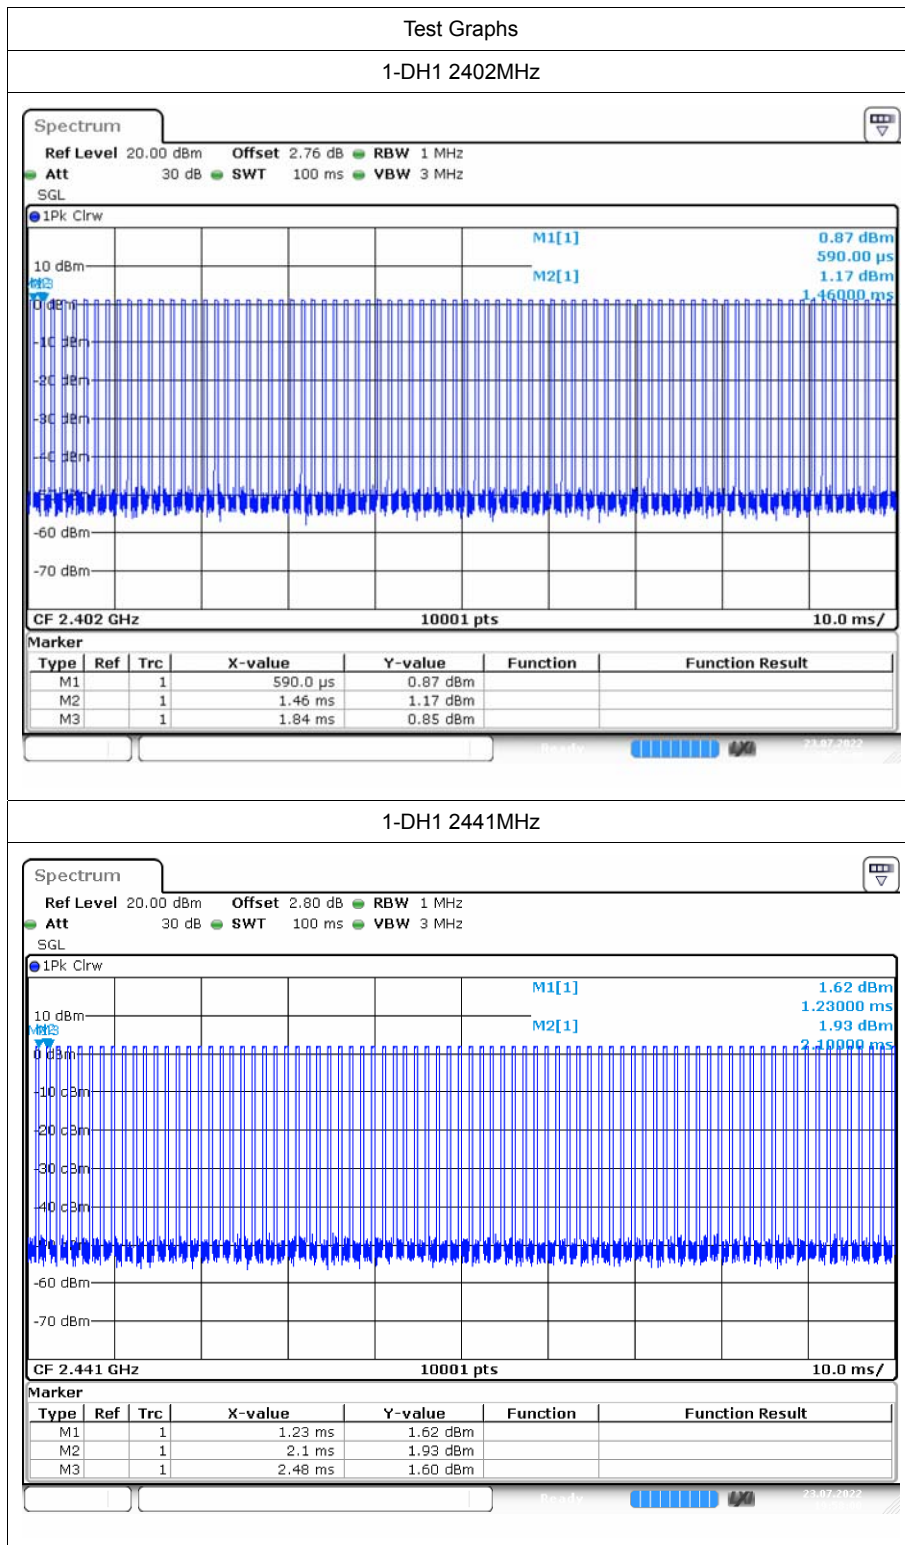 Test Graphs
1-DH1 2402MHz
Spectrum
Ref Level 20.00 dBm Offset 2.76 dB RBW 1 MHz
Att 30 dB SWT 100 ms VBW 3 MHz
SGL
1Pk Clrw
M1[1] 0.87 dBm
590.00 µs
10 dBm
M2[1] 1.17 dBm
1.46000 ms
0 dBm
-10 dBm
-20 dBm
-30 dBm
-40 dBm
-60 dBm
-70 dBm
CF 2.402 GHz 10001 pts 10.0 ms/
Marker
Type Ref Trc X-value Y-value Function Function Result
M1 1 590.0 µs 0.87 dBm
M2 1 1.46 ms 1.17 dBm
M3 1 1.84 ms 0.85 dBm
Ready 23.07.2022
1-DH1 2441MHz
Spectrum
Ref Level 20.00 dBm Offset 2.80 dB RBW 1 MHz
Att 30 dB SWT 100 ms VBW 3 MHz
SGL
1Pk Clrw
M1[1] 1.62 dBm
1.23000 ms
10 dBm
M2[1] 1.93 dBm
2.10000 ms
0 dBm
-10 dBm
-20 dBm
-30 dBm
-40 dBm
-60 dBm
-70 dBm
CF 2.441 GHz 10001 pts 10.0 ms/
Marker
Type Ref Trc X-value Y-value Function Function Result
M1 1 1.23 ms 1.62 dBm
M2 1 2.1 ms 1.93 dBm
M3 1 2.48 ms 1.60 dBm
Ready 23.07.2022